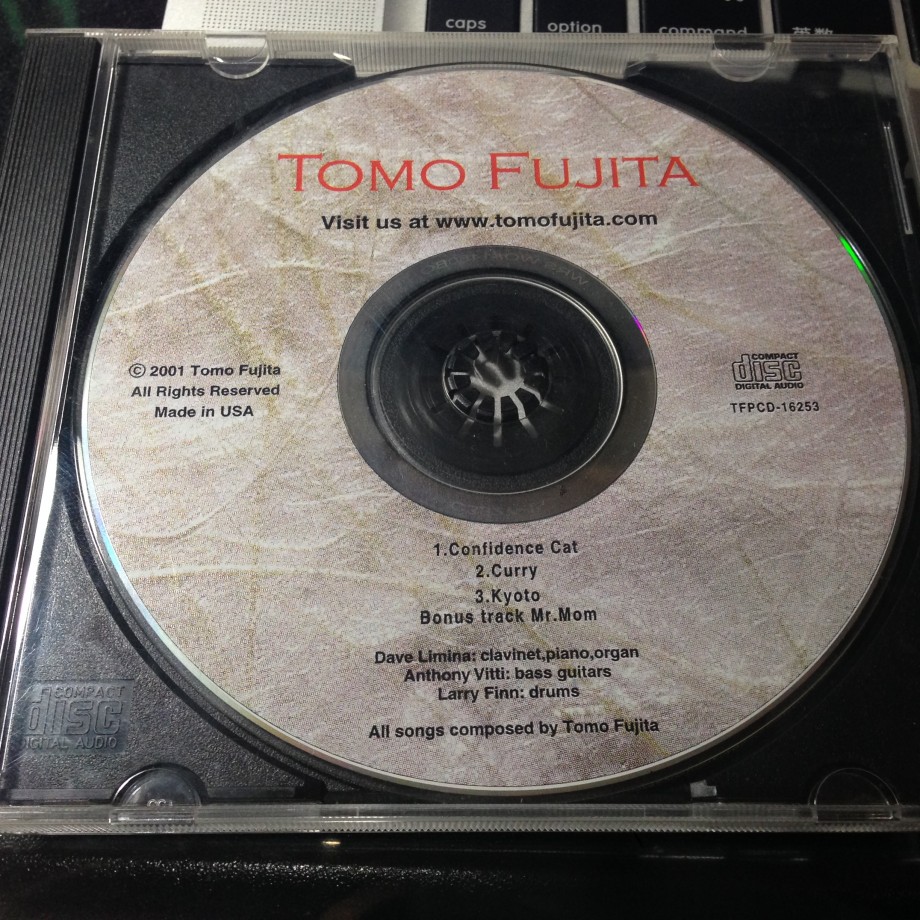 caps
option
command
英数
TOMO FUJITA
Visit us at www.tomofujita.com
© 2001 Tomo Fujita
All Rights Reserved
Made in USA
COMPACT
disc
DIGITAL AUDIO
TFPCD-16253
1.Confidence Cat
2.Curry
3.Kyoto
Bonus track Mr.Mom
Dave Limina: clavinet,piano,organ
Anthony Vitti: bass guitars
Larry Finn: drums
All songs composed by Tomo Fujita
COMPACT
disc
DIGITAL AUDIO